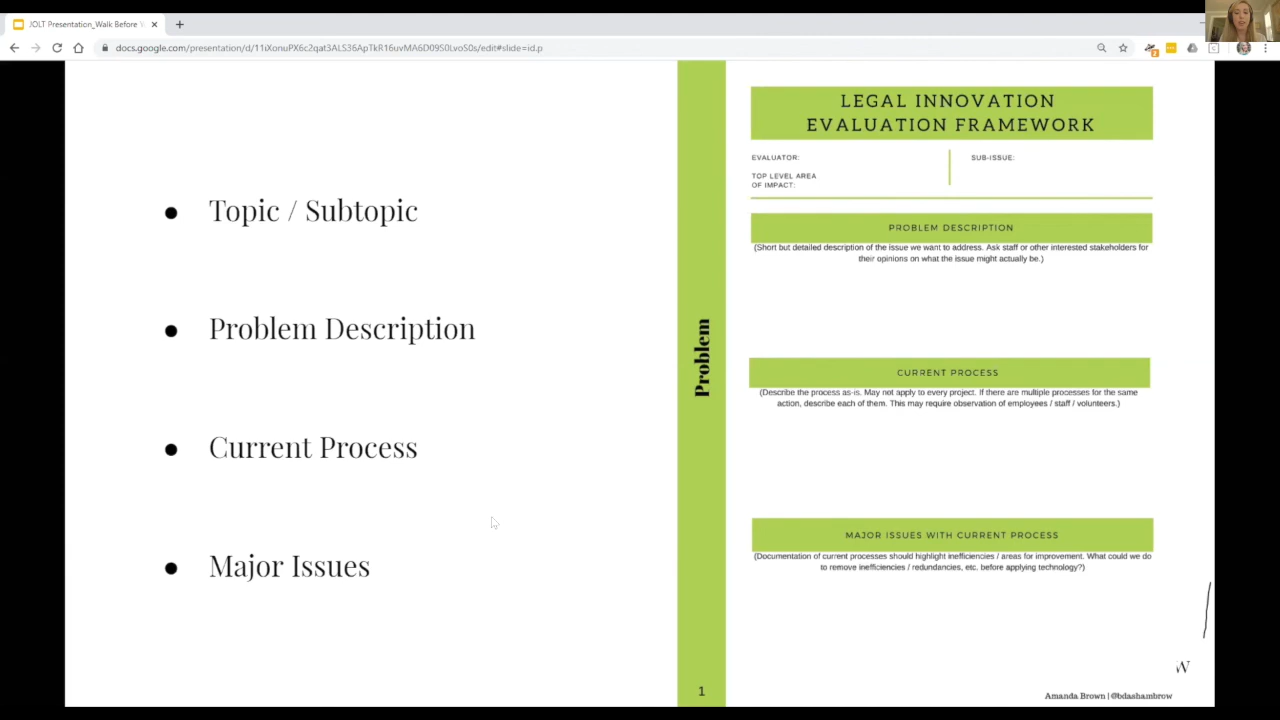 JOLT Presentation_Walk Before Y
docs.google.com/presentation/d/11iXonuPX6c2qat3ALS36ApTkR16uvMA6D09S0LvoS0s/edit#slide=id.p
Topic / Subtopic
Problem Description
Current Process
Major Issues
Problem
1
LEGAL INNOVATION
EVALUATION FRAMEWORK
EVALUATOR:
SUB-ISSUE:
TOP LEVEL AREA
OF IMPACT:
PROBLEM DESCRIPTION
(Short but detailed description of the issue we want to address. Ask staff or other interested stakeholders for
their opinions on what the issue might actually be.)
CURRENT PROCESS
(Describe the process as-is. May not apply to every project. If there are multiple processes for the same
action, describe each of them. This may require observation of employees / staff / volunteers.)
MAJOR ISSUES WITH CURRENT PROCESS
(Documentation of current processes should highlight inefficiencies / areas for improvement. What could we do
to remove inefficiencies / redundancies, etc. before applying technology?)
W
Amanda Brown | @bdashambrow